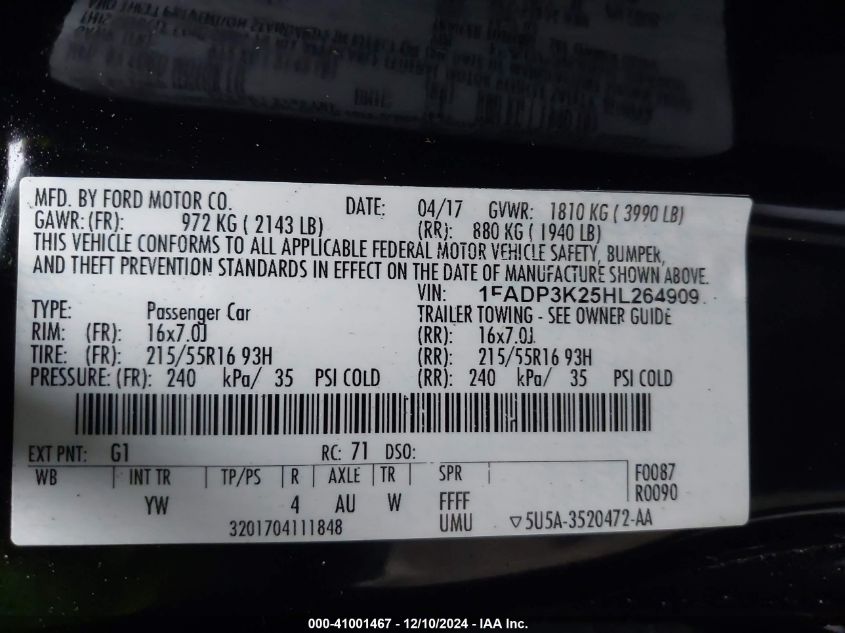 MFD. BY FORD MOTOR CO. DATE: 04/17 GVWR: 1810 KG ( 3990 LB)
GAWR: (FR): 972 KG ( 2143 LB) (RR): 880 KG ( 1940 LB)
THIS VEHICLE CONFORMS TO ALL APPLICABLE FEDERAL MOTOR VEHICLE SAFETY, BUMPER,
AND THEFT PREVENTION STANDARDS IN EFFECT ON THE DATE OF MANUFACTURE SHOWN ABOVE.
VIN: 1FADP3K25HL264909
TYPE: Passenger Car TRAILER TOWING - SEE OWNER GUIDE
RIM: (FR): 16x7.0J (RR): 16x7.0J
TIRE: (FR): 215/55R16 93H (RR): 215/55R16 93H
PRESSURE: (FR): 240 kPa/ 35 PSI COLD (RR): 240 kPa/ 35 PSI COLD
EXT PNT: G1 RC: 71 DSO:
WB INT TR TP/PS R AXLE TR SPR F0087
YW 4 AU W FFFF R0090
3201704111848 UMU ▽5U5A-3520472-AA
000-41001467 - 12/10/2024 - IAA Inc.